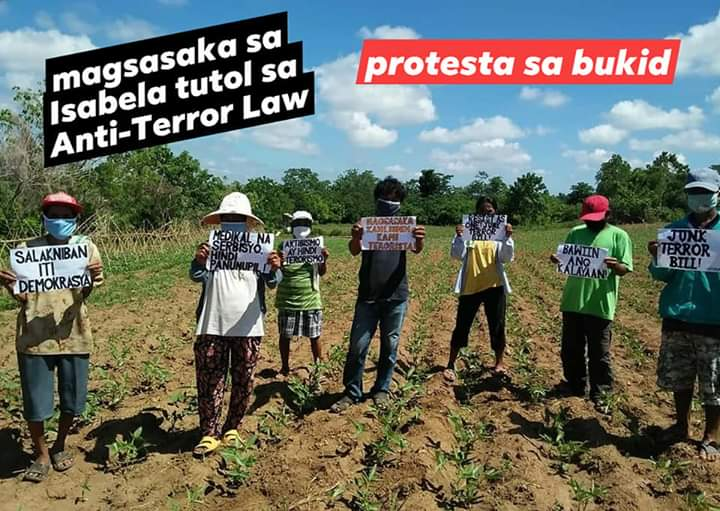 magsasaka sa
Isabela tutol sa
Anti-Terror Law
protesta sa bukid
SALAKNIBAN
ITI
DEMOKRASYA
MEDIKAL NA
SERBISYO
HINDI
PANUNUPIL
AKTIBISMO
AY HINDI
TERORISMO
MAGSASAKA
KAMI HINDI
KAMI
TERORISTA
BAWIIN
ANG
KALAYAAN!
JUNK
TERROR
BILL!